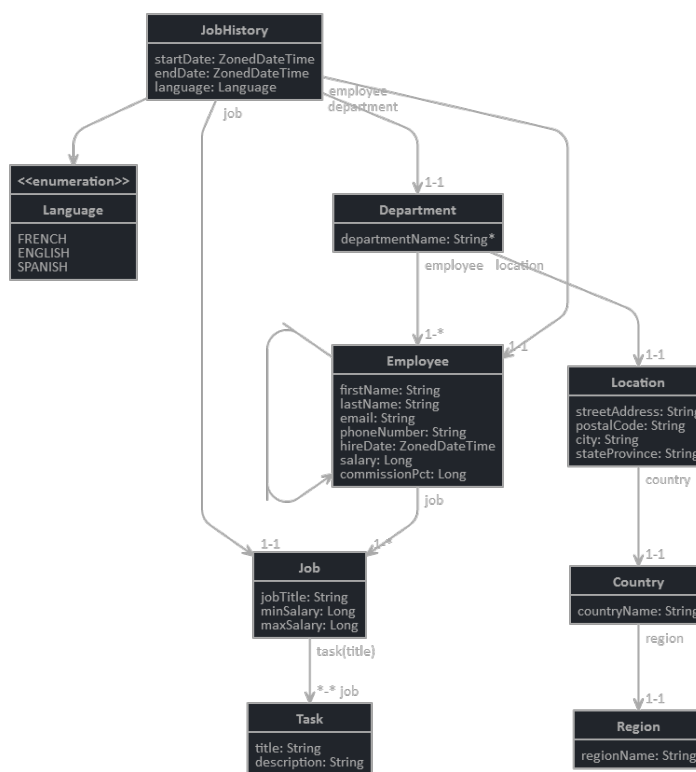 JobHistory
startDate: ZonedDateTime
endDate: ZonedDateTime
language: Language
employee
department
job
<<enumeration>>
Language
FRENCH
ENGLISH
SPANISH
1-1
Department
departmentName: String*
employee
location
1-*
1-1
Employee
firstName: String
lastName: String
email: String
phoneNumber: String
hireDate: ZonedDateTime
salary: Long
commissionPct: Long
1-1
Location
streetAddress: String
postalCode: String
city: String
stateProvince: String
country
job
1-1
1-*
Job
jobTitle: String
minSalary: Long
maxSalary: Long
1-1
Country
countryName: String
task(title)
region
*-* job
1-1
Task
title: String
description: String
Region
regionName: String